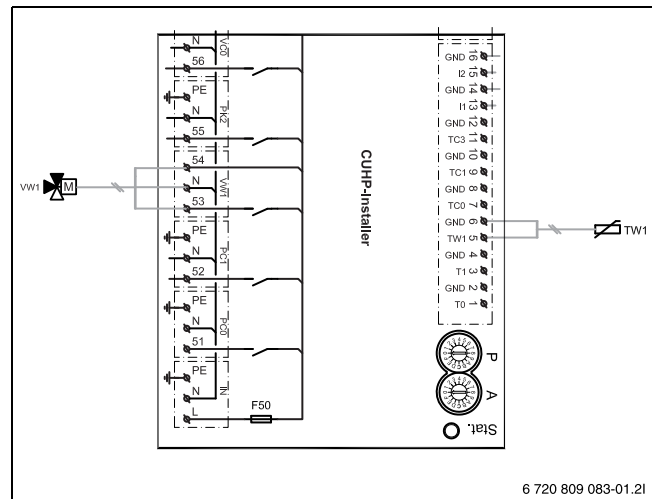 N
VC0
56
PE
PK2
N
55
54
VW1
M
N
VW1
53
PE
PC1
N
52
PE
PC0
N
51
PE
IN
N
L
F50
CUHP-Installer
GND 16
I2 15
GND 14
I1 13
GND 12
TC3 11
GND 10
TC1 9
GND 8
TC0 7
GND 6
TW1 5
TW1
GND 4
T1 3
GND 2
T0 1
P
A
Stat.
6 720 809 083-01.2I